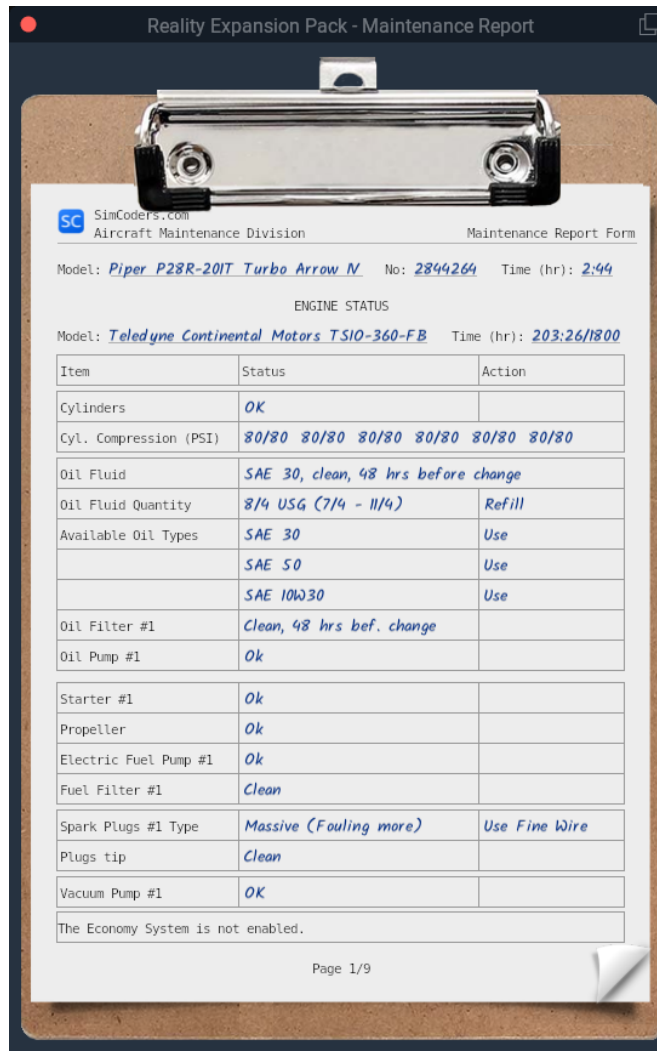 Reality Expansion Pack - Maintenance Report
SC SimCoders.com
Aircraft Maintenance Division Maintenance Report Form
Model: Piper P28R-201T Turbo Arrow IV No: 2844264 Time (hr): 2:44
ENGINE STATUS
Model: Teledyne Continental Motors TSIO-360-FB Time (hr): 203:26/1800
Item Status Action
Cylinders OK
Cyl. Compression (PSI) 80/80 80/80 80/80 80/80 80/80 80/80
Oil Fluid SAE 30, clean, 48 hrs before change
Oil Fluid Quantity 8/4 USG (7/4 - 11/4) Refill
Available Oil Types SAE 30 Use
SAE 50 Use
SAE 10W30 Use
Oil Filter #1 Clean, 48 hrs bef. change
Oil Pump #1 Ok
Starter #1 Ok
Propeller Ok
Electric Fuel Pump #1 Ok
Fuel Filter #1 Clean
Spark Plugs #1 Type Massive (Fouling more) Use Fine Wire
Plugs tip Clean
Vacuum Pump #1 OK
The Economy System is not enabled.
Page 1/9